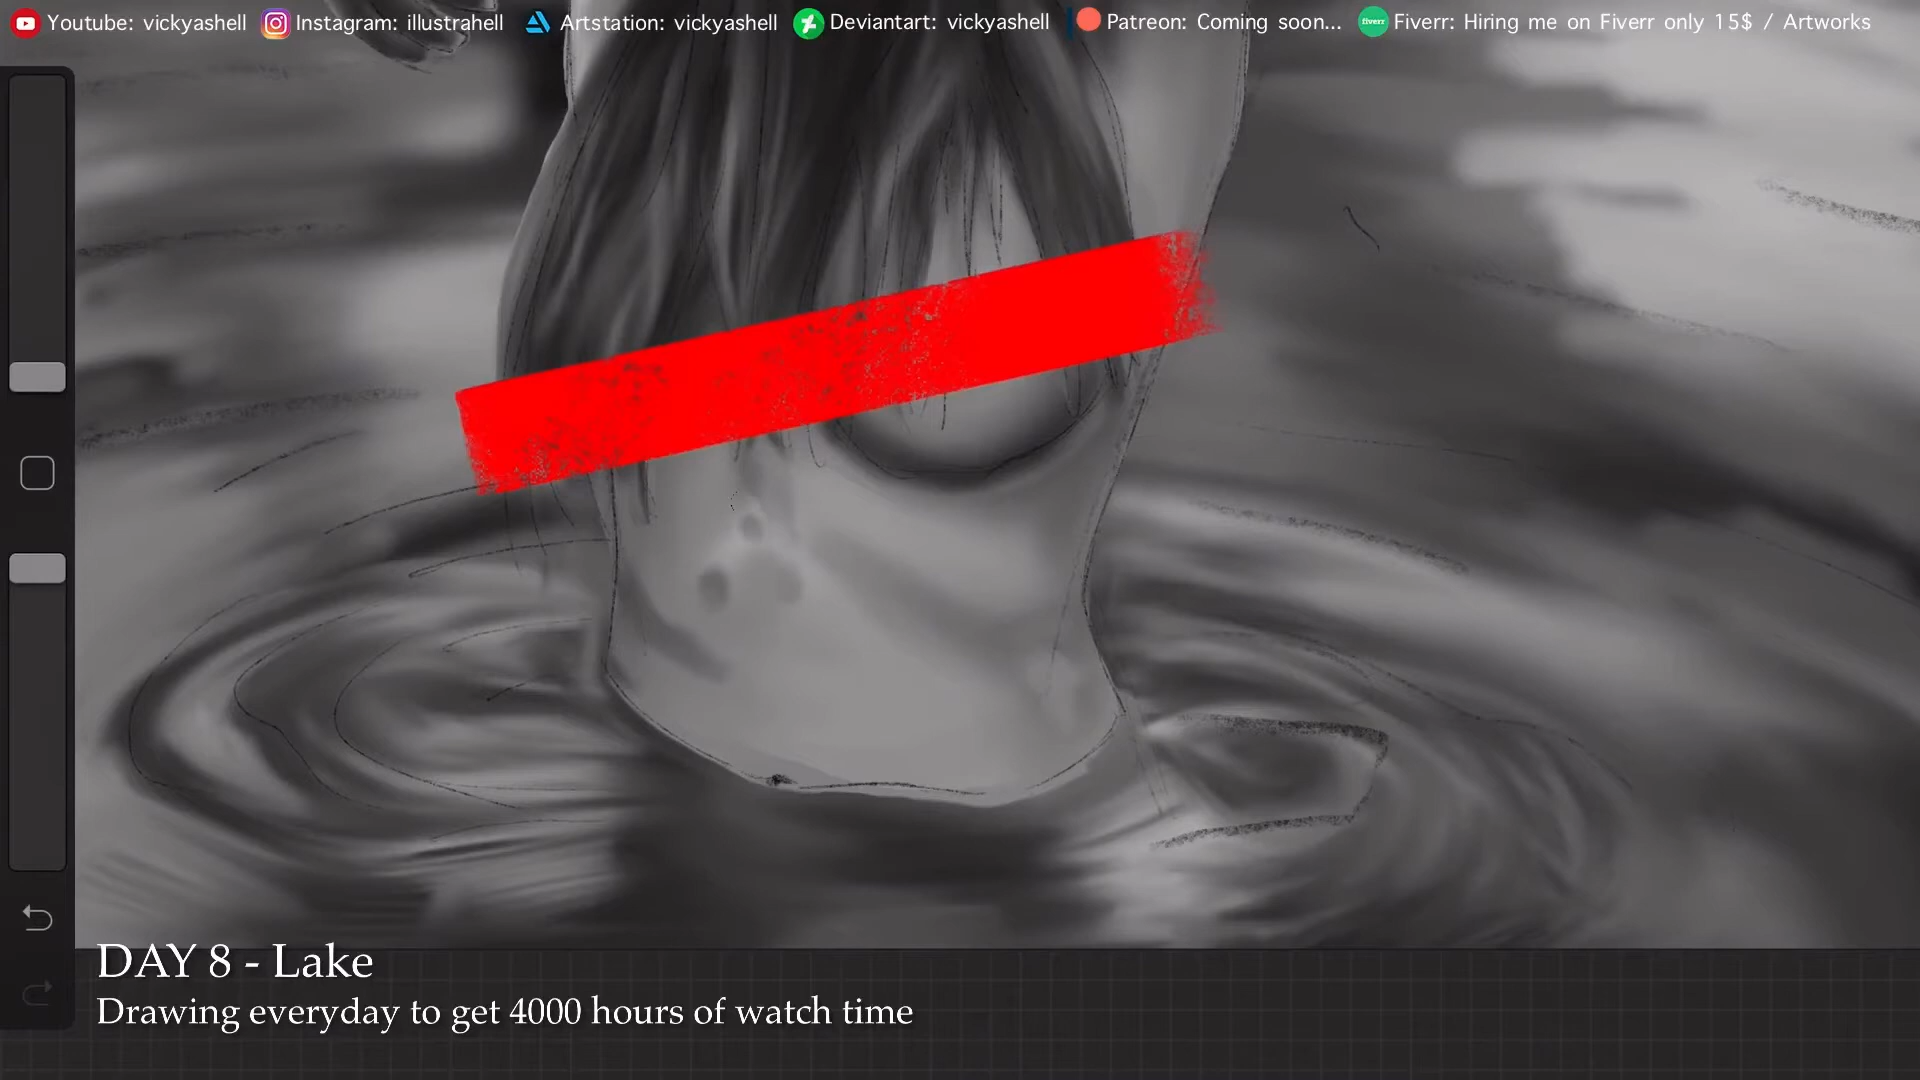 Youtube: vickyashell Instagram: illustrahell Artstation: vickyashell Deviantart: vickyashell Patreon: Coming soon... fiverr Fiverr: Hiring me on Fiverr only 15$ / Artworks
DAY 8 - Lake
Drawing everyday to get 4000 hours of watch time